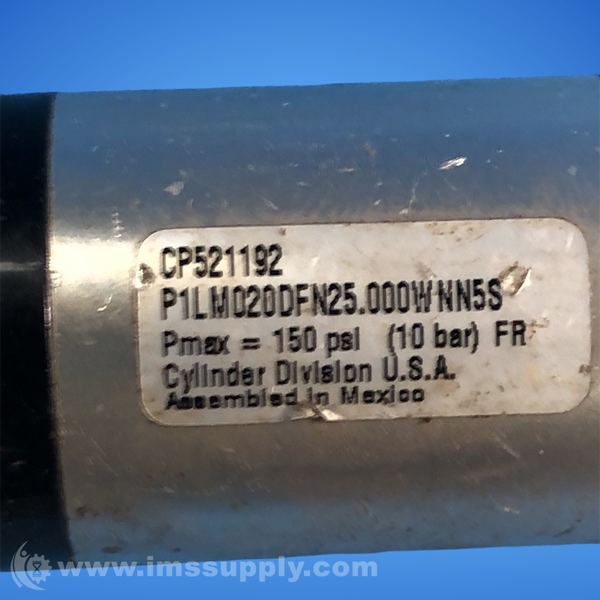 CP521192
P1LM020DFN25.000WNN5S
Pmax = 150 psi (10 bar) FR
Cylinder Division U.S.A.
Assembled in Mexico
www.imssupply.com